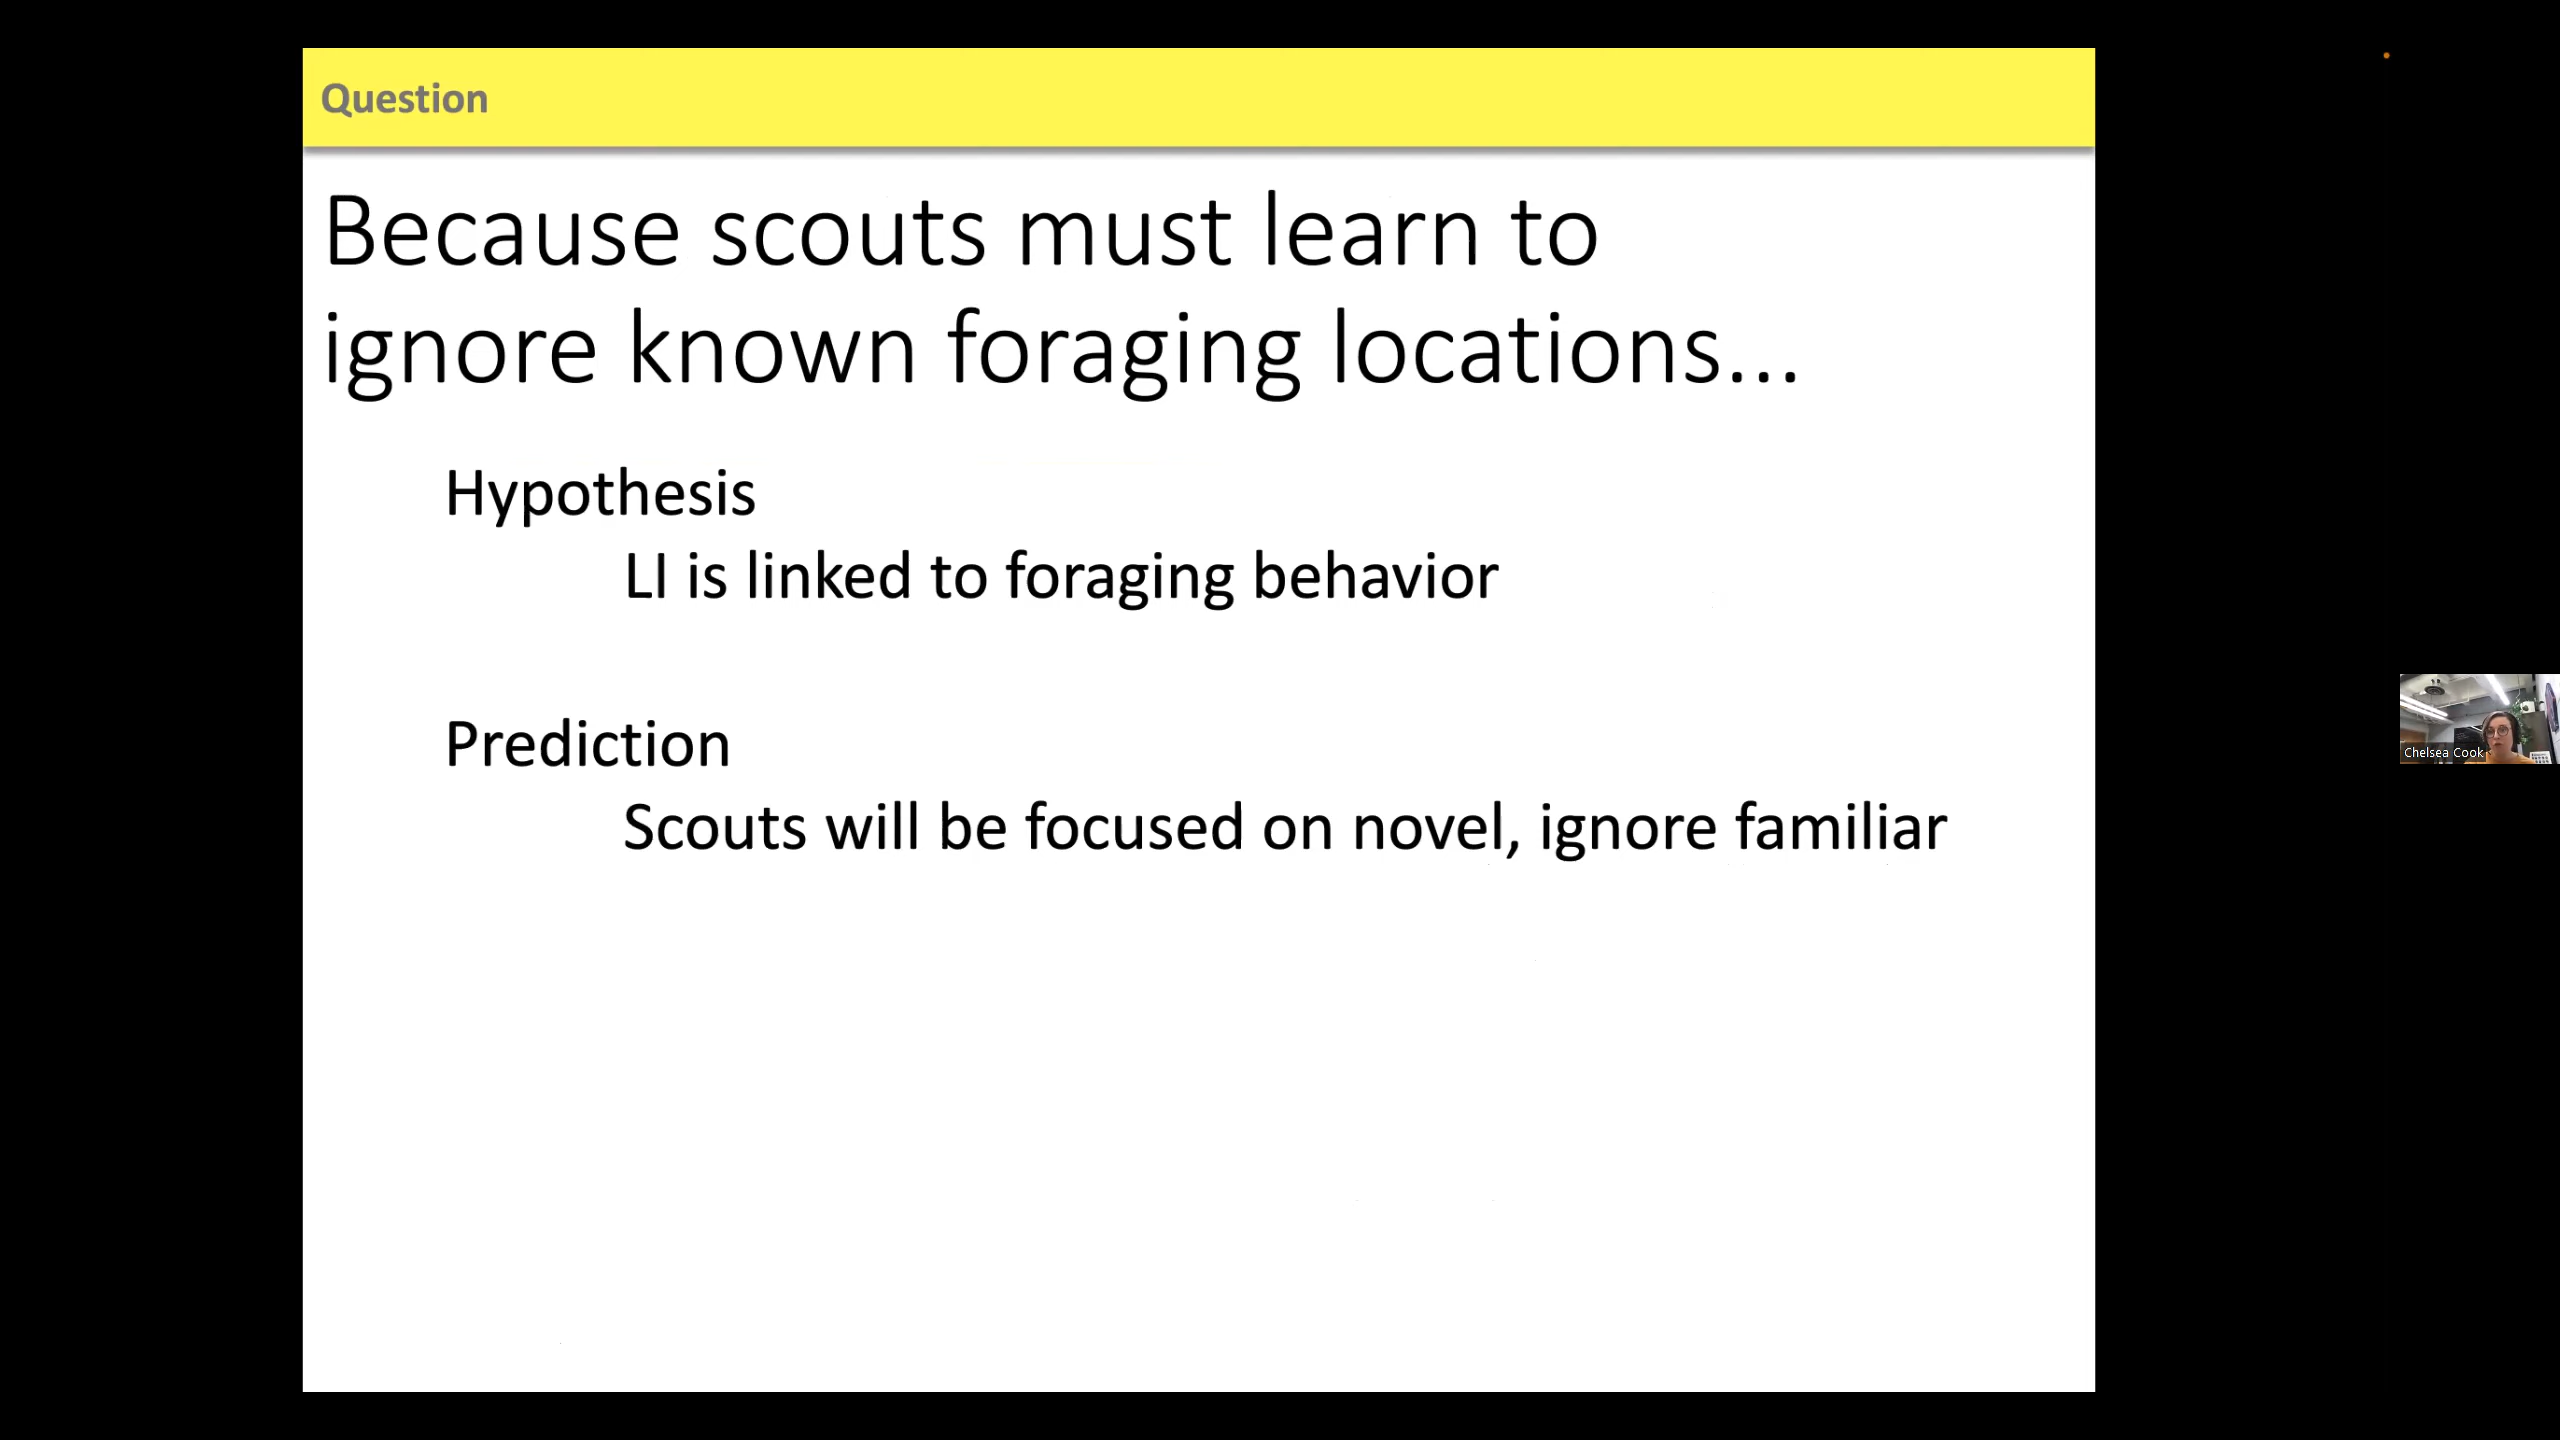 Question
Because scouts must learn to
ignore known foraging locations...
Hypothesis
LI is linked to foraging behavior
Prediction
Scouts will be focused on novel, ignore familiar
Chelsea Cook